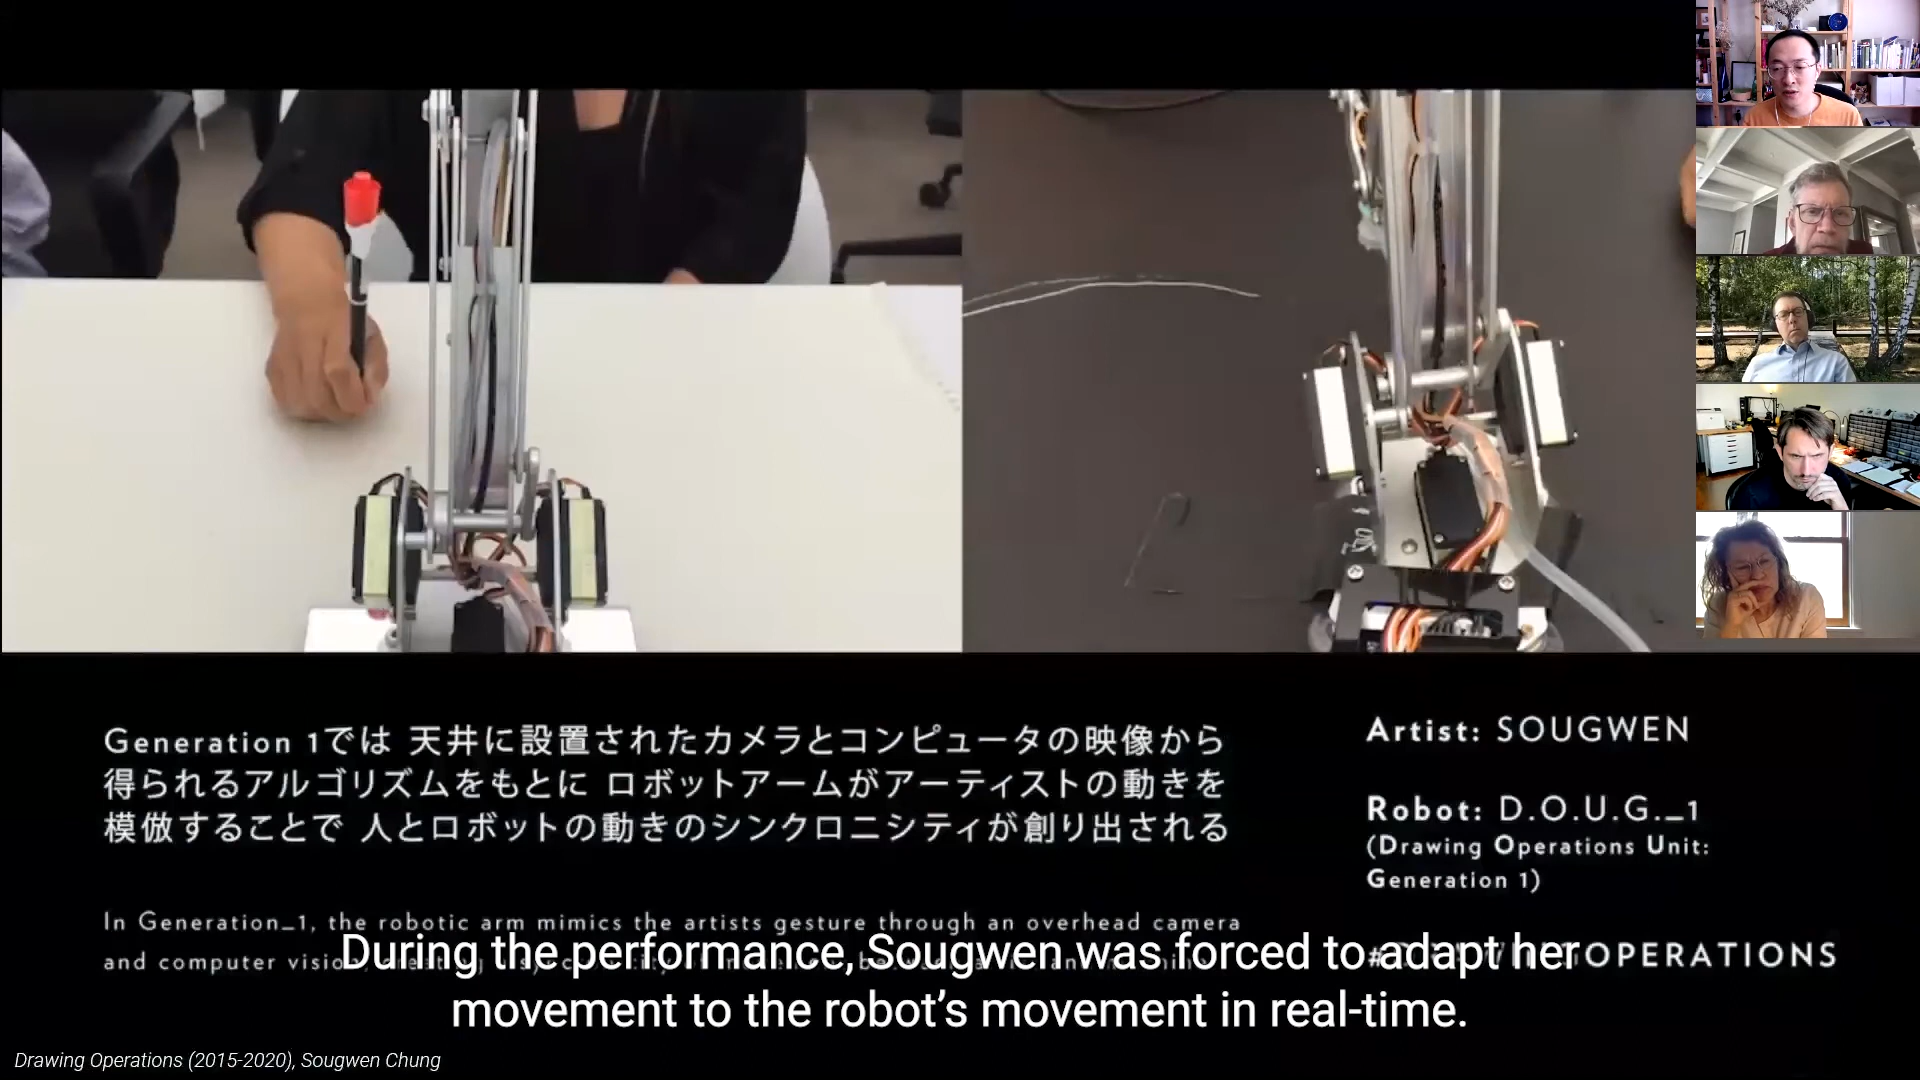 Generation 1では 天井に設置されたカメラとコンピュータの映像から
得られるアルゴリズムをもとに ロボットアームがアーティストの動きを
模倣することで 人とロボットの動きのシンクロニシティが創り出される
In Generation_1, the robotic arm mimics the artists gesture through an overhead camera
and computer vision, creating
Artist: SOUGWEN
Robot: D.O.U.G._1
(Drawing Operations Unit:
Generation 1)
OPERATIONS
During the performance, Sougwen was forced to adapt her
movement to the robot’s movement in real-time.
Drawing Operations (2015-2020), Sougwen Chung